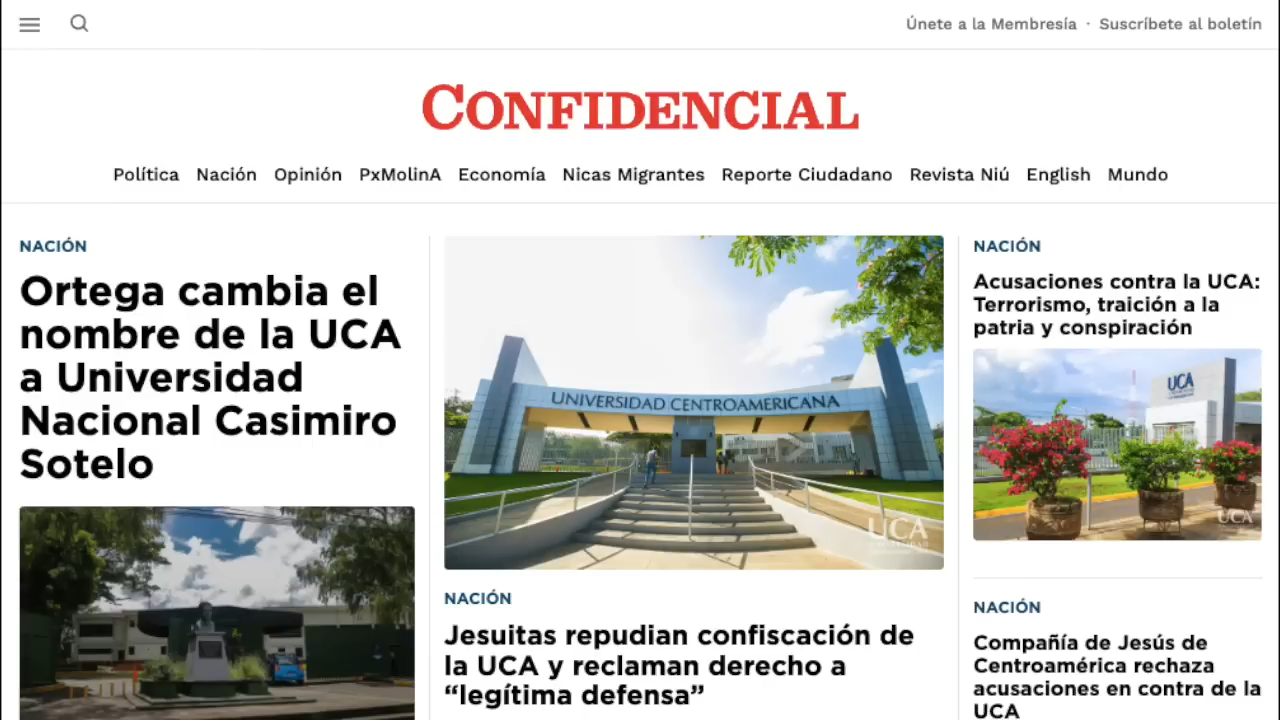 Únete a la Membresía · Suscríbete al boletín
CONFIDENCIAL
Política Nación Opinión PxMolinA Economía Nicas Migrantes Reporte Ciudadano Revista Niú English Mundo
NACIÓN
Ortega cambia el
nombre de la UCA
a Universidad
Nacional Casimiro
Sotelo
UNIVERSIDAD CENTROAMERICANA
UCA
NACIÓN
Jesuitas repudian confiscación de
la UCA y reclaman derecho a
“legítima defensa”
NACIÓN
Acusaciones contra la UCA:
Terrorismo, traición a la
patria y conspiración
UCA
UCA
NACIÓN
Compañía de Jesús de
Centroamérica rechaza
acusaciones en contra de la
UCA